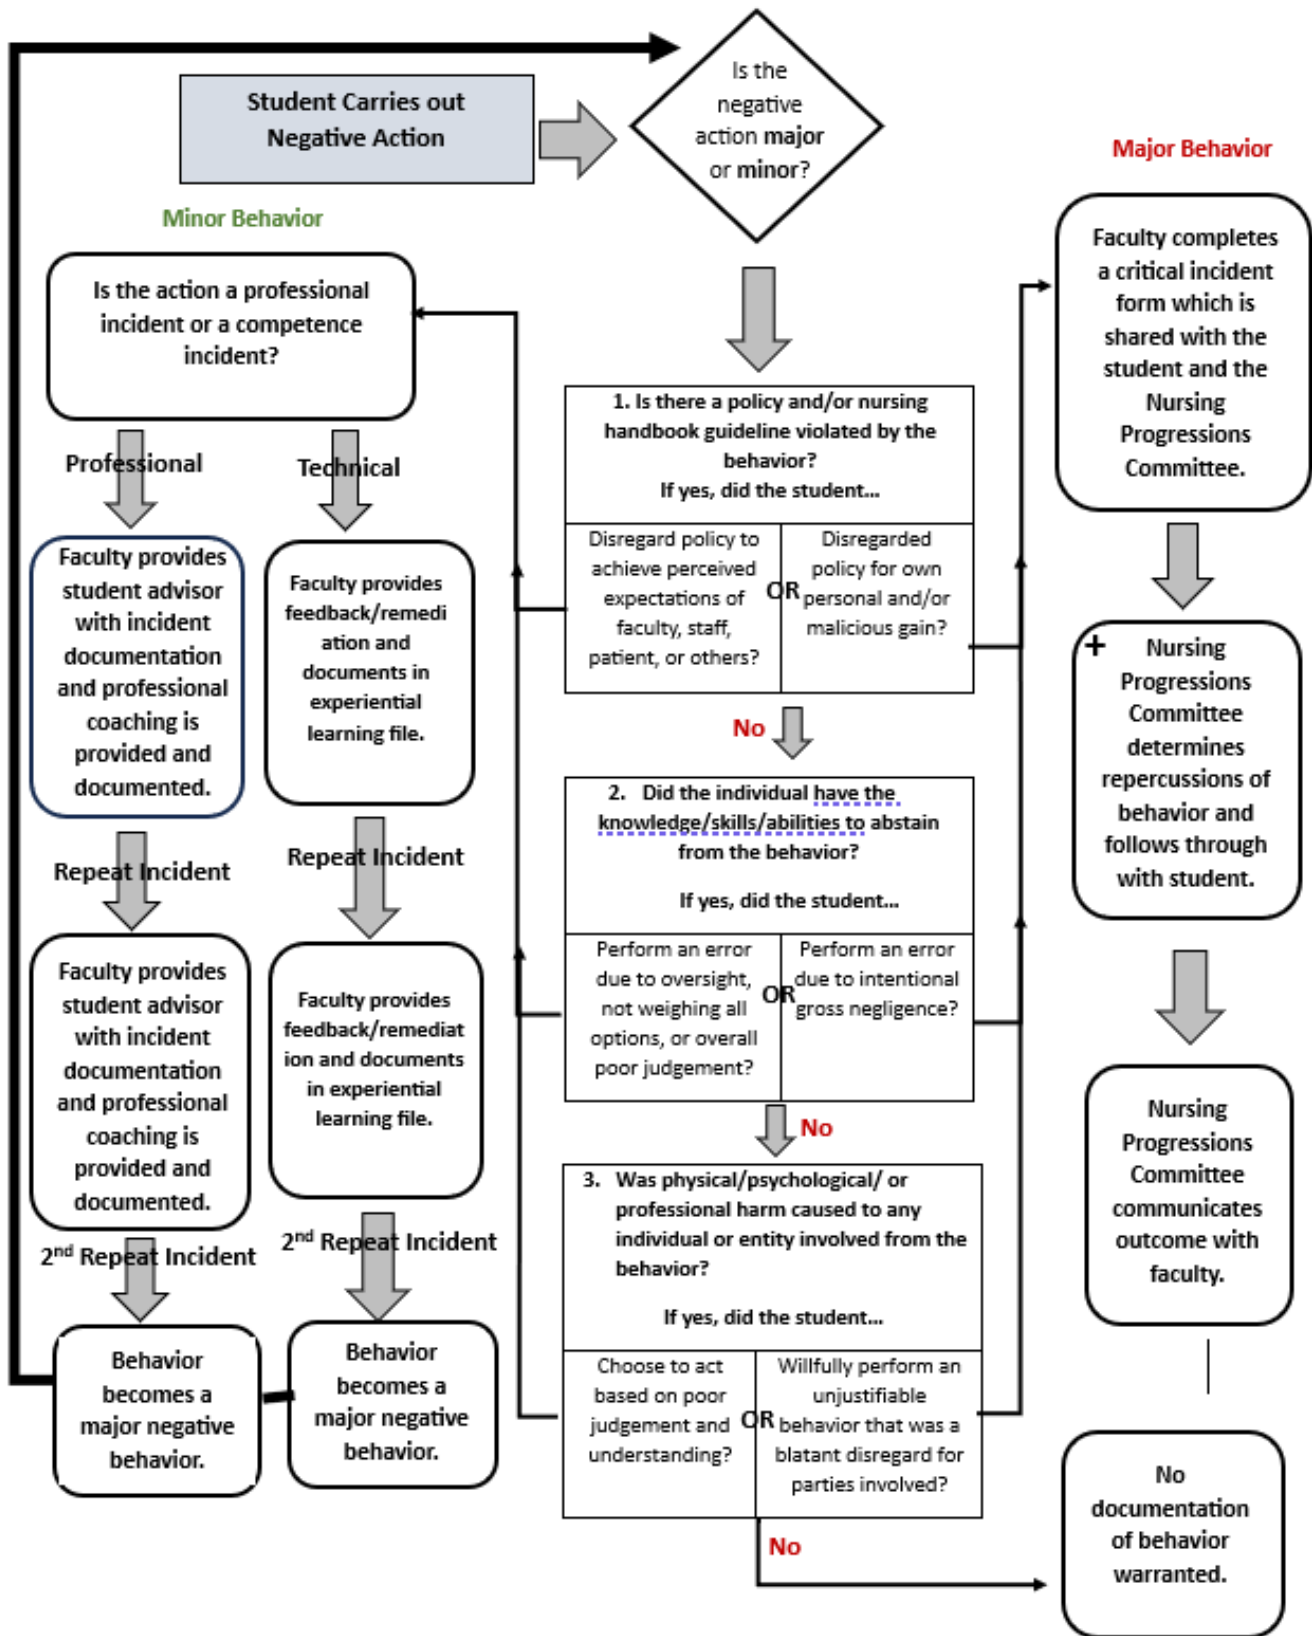 Student Carries out
Negative Action
Is the
negative
action major
or minor?
Minor Behavior
Is the action a professional
incident or a competence
incident?
Professional
Faculty provides
student advisor
with incident
documentation
and professional
coaching is
provided and
documented.
Repeat Incident
Faculty provides
student advisor
with incident
documentation
and professional
coaching is
provided and
documented.
2nd Repeat Incident
Behavior
becomes a
major negative
behavior.
Technical
Faculty provides
feedback/remedi
ation and
documents in
experiential
learning file.
Repeat Incident
Faculty provides
feedback/remediat
ion and documents
in experiential
learning file.
2nd Repeat Incident
Behavior
becomes a
major negative
behavior.
1. Is there a policy and/or nursing
handbook guideline violated by the
behavior?
If yes, did the student...
Disregard policy to
achieve perceived
expectations of
faculty, staff,
patient, or others?
OR
Disregarded
policy for own
personal and/or
malicious gain?
No
2. Did the individual have the
knowledge/skills/abilities to abstain
from the behavior?
If yes, did the student...
Perform an error
due to oversight,
not weighing all
options, or overall
poor judgement?
OR
Perform an error
due to intentional
gross negligence?
No
3. Was physical/psychological/ or
professional harm caused to any
individual or entity involved from the
behavior?
If yes, did the student...
Choose to act
based on poor
judgement and
understanding?
OR
Willfully perform an
unjustifiable
behavior that was a
blatant disregard for
parties involved?
No
Major Behavior
Faculty completes
a critical incident
form which is
shared with the
student and the
Nursing
Progressions
Committee.
+
Nursing
Progressions
Committee
determines
repercussions of
behavior and
follows through
with student.
Nursing
Progressions
Committee
communicates
outcome with
faculty.
No
documentation
of behavior
warranted.